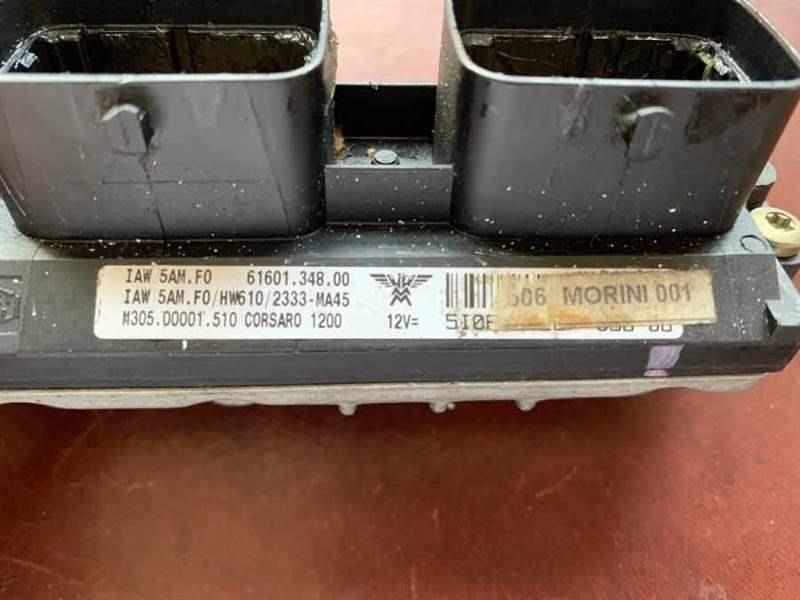 IAW 5AM.F0 61601.348.00
IAW 5AM.F0/HW610/2333-MA45
M305.D0001.510 CORSARO 1200 12V=
506 MORINI 001